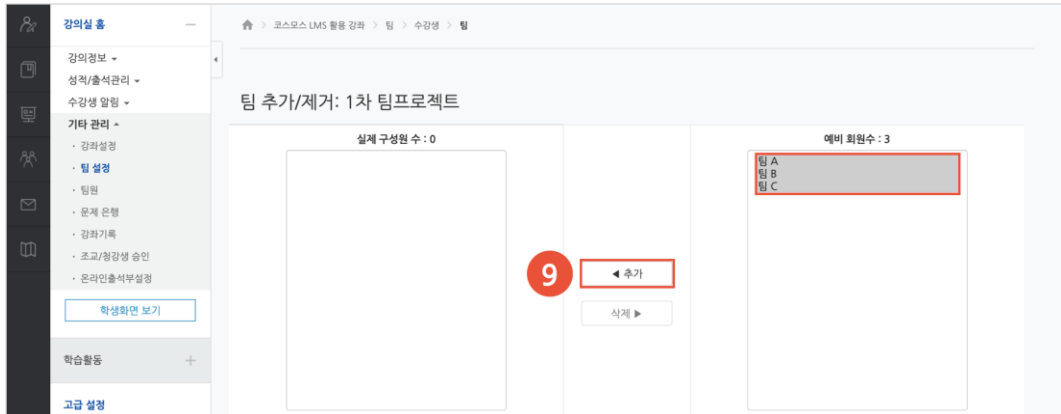 강의실 홈
강의정보
성적/출석관리
수강생 알림
기타 관리
· 강좌설정
· 팀 설정
· 팀원
· 문제 은행
· 강좌기록
· 조교/청강생 승인
· 온라인출석부설정
학생화면 보기
학습활동
고급 설정
코스모스 LMS 활용 강좌 > 팀 > 수강생 > 팀
팀 추가/제거: 1차 팀프로젝트
실제 구성원 수 : 0
9
◀ 추가
삭제 ▶
예비 회원수 : 3
팀 A
팀 B
팀 C